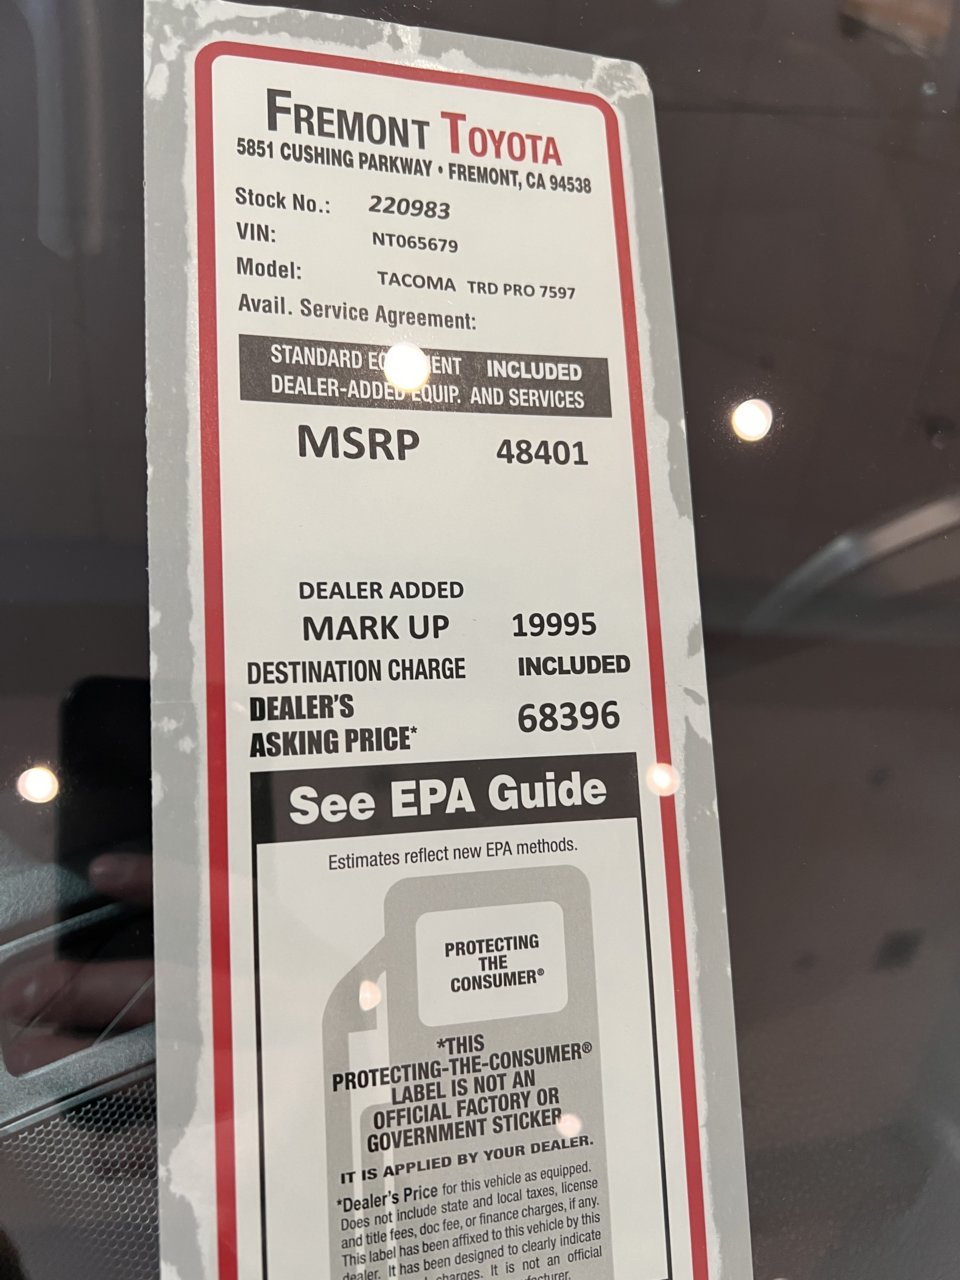 FREMONT TOYOTA
5851 CUSHING PARKWAY • FREMONT, CA 94538
Stock No.: 220983
VIN: NT065679
Model: TACOMA TRD PRO 7597
Avail. Service Agreement:
STANDARD INCLUDED
DEALER-ADDED EQUIP. AND SERVICES
MSRP 48401
DEALER ADDED
MARK UP 19995
DESTINATION CHARGE INCLUDED
DEALER'S
ASKING PRICE* 68396
See EPA Guide
Estimates reflect new EPA methods.
PROTECTING
THE
CONSUMER®
*THIS
PROTECTING-THE-CONSUMER®
LABEL IS NOT AN
OFFICIAL FACTORY OR
GOVERNMENT STICKER
IT IS APPLIED BY YOUR DEALER.
*Dealer's Price for this vehicle as equipped.
Does not include state and local taxes, license
and title fees, doc fee, or finance charges, if any.
This label has been affixed to this vehicle by this
dealer. It has been designed to clearly indicate
charges. It is not an official